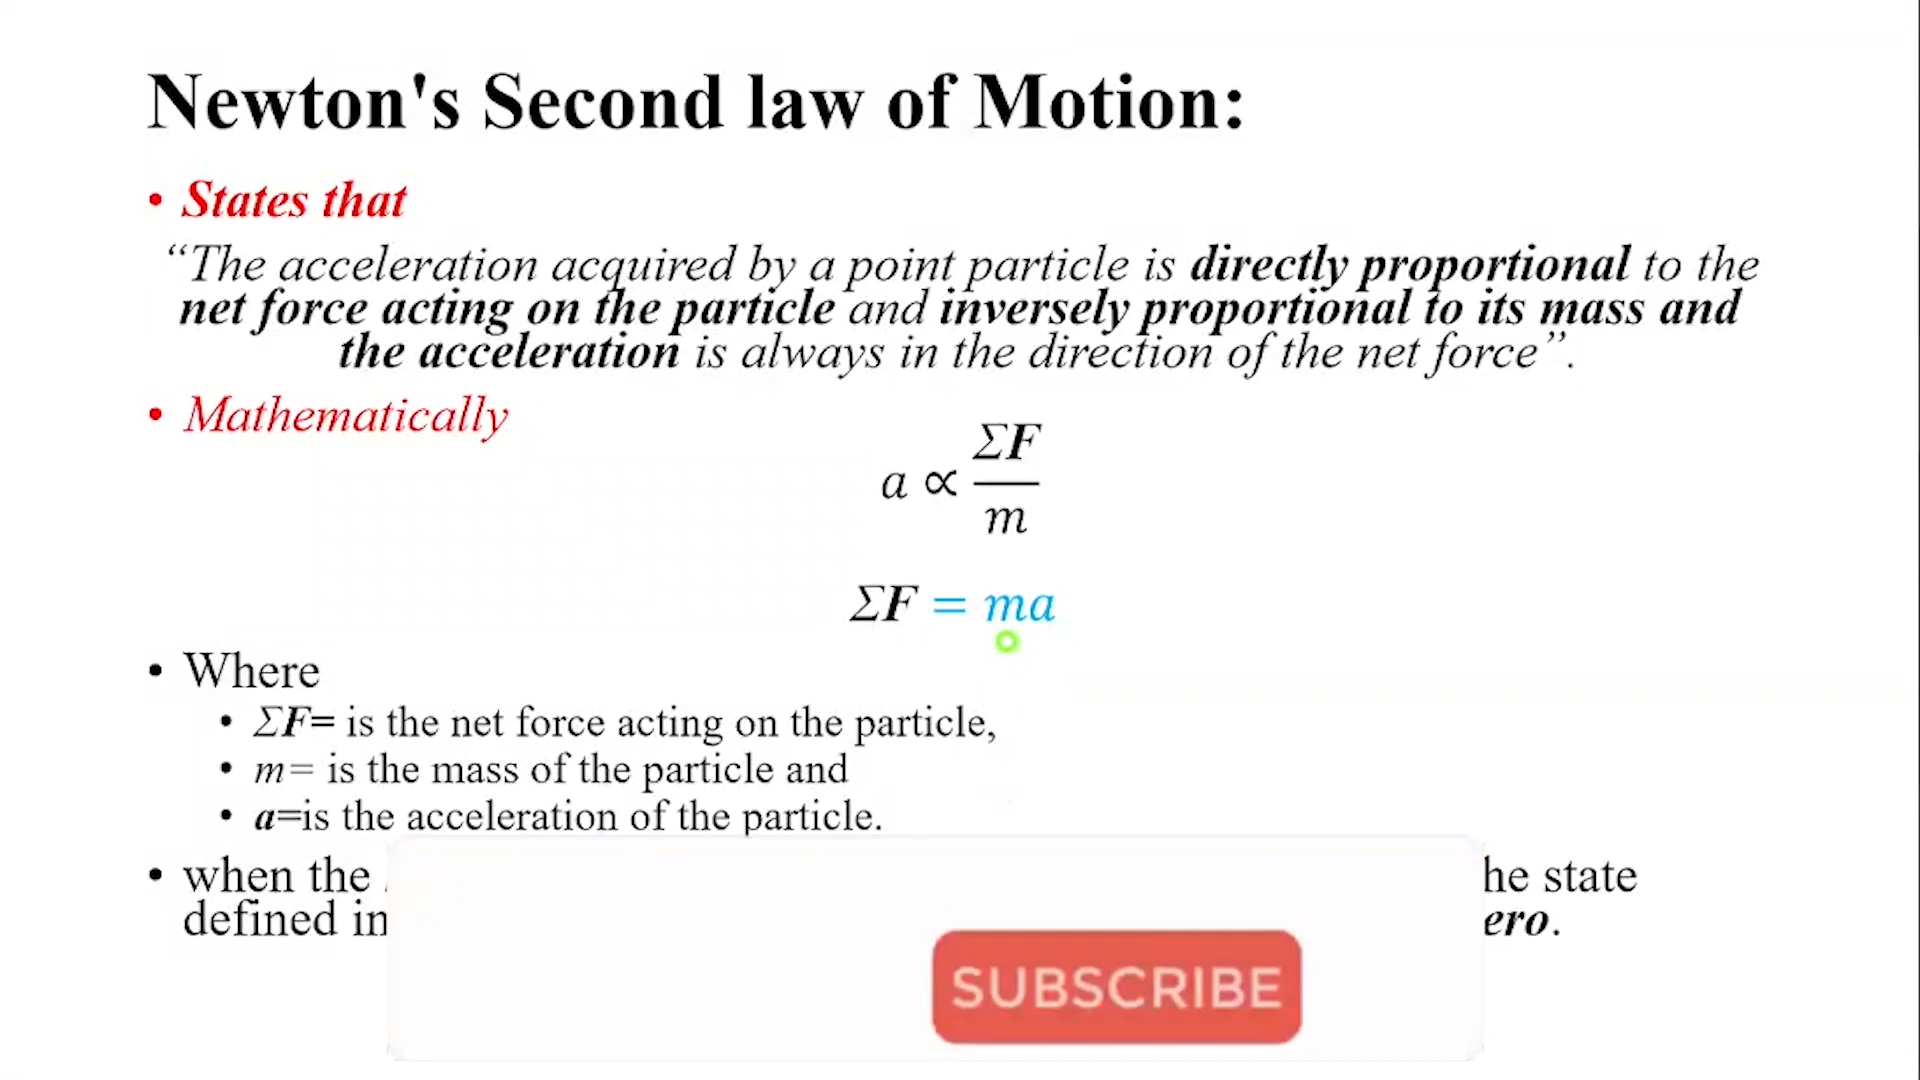 Newton's Second law of Motion:
• States that
“The acceleration acquired by a point particle is directly proportional to the
net force acting on the particle and inversely proportional to its mass and
the acceleration is always in the direction of the net force”.
• Mathematically
a ∝ ΣF/m
ΣF = ma
• Where
• ΣF= is the net force acting on the particle,
• m= is the mass of the particle and
• a=is the acceleration of the particle.
• when the he state
defined in ero.
SUBSCRIBE